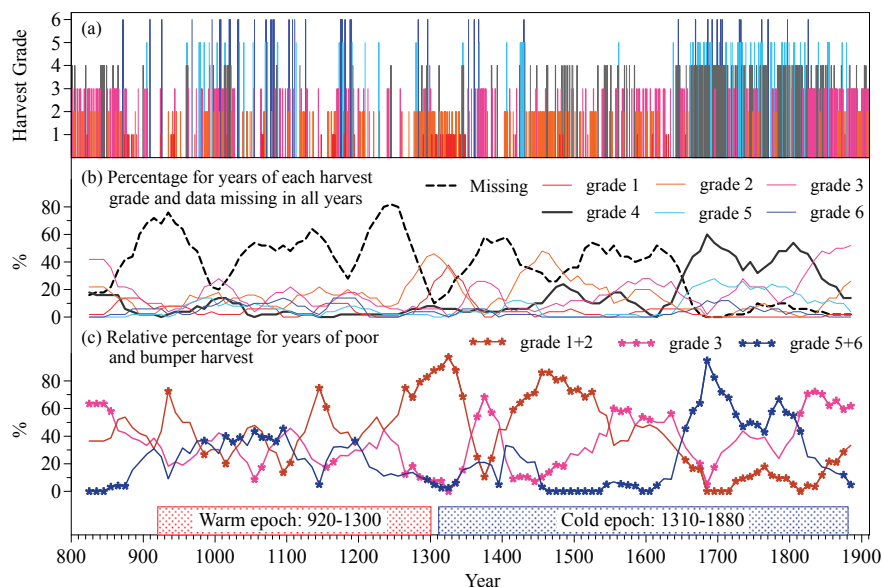 (a)
Harvest Grade
6
5
4
3
2
1
(b) Percentage for years of each harvest
grade and data missing in all years
Missing
grade 1
grade 2
grade 3
grade 4
grade 5
grade 6
%
80
60
40
20
0
(c) Relative percentage for years of poor
and bumper harvest
grade 1+2
grade 3
grade 5+6
%
80
60
40
20
0
Warm epoch: 920-1300
Cold epoch: 1310-1880
800 900 1000 1100 1200 1300 1400 1500 1600 1700 1800 1900
Year